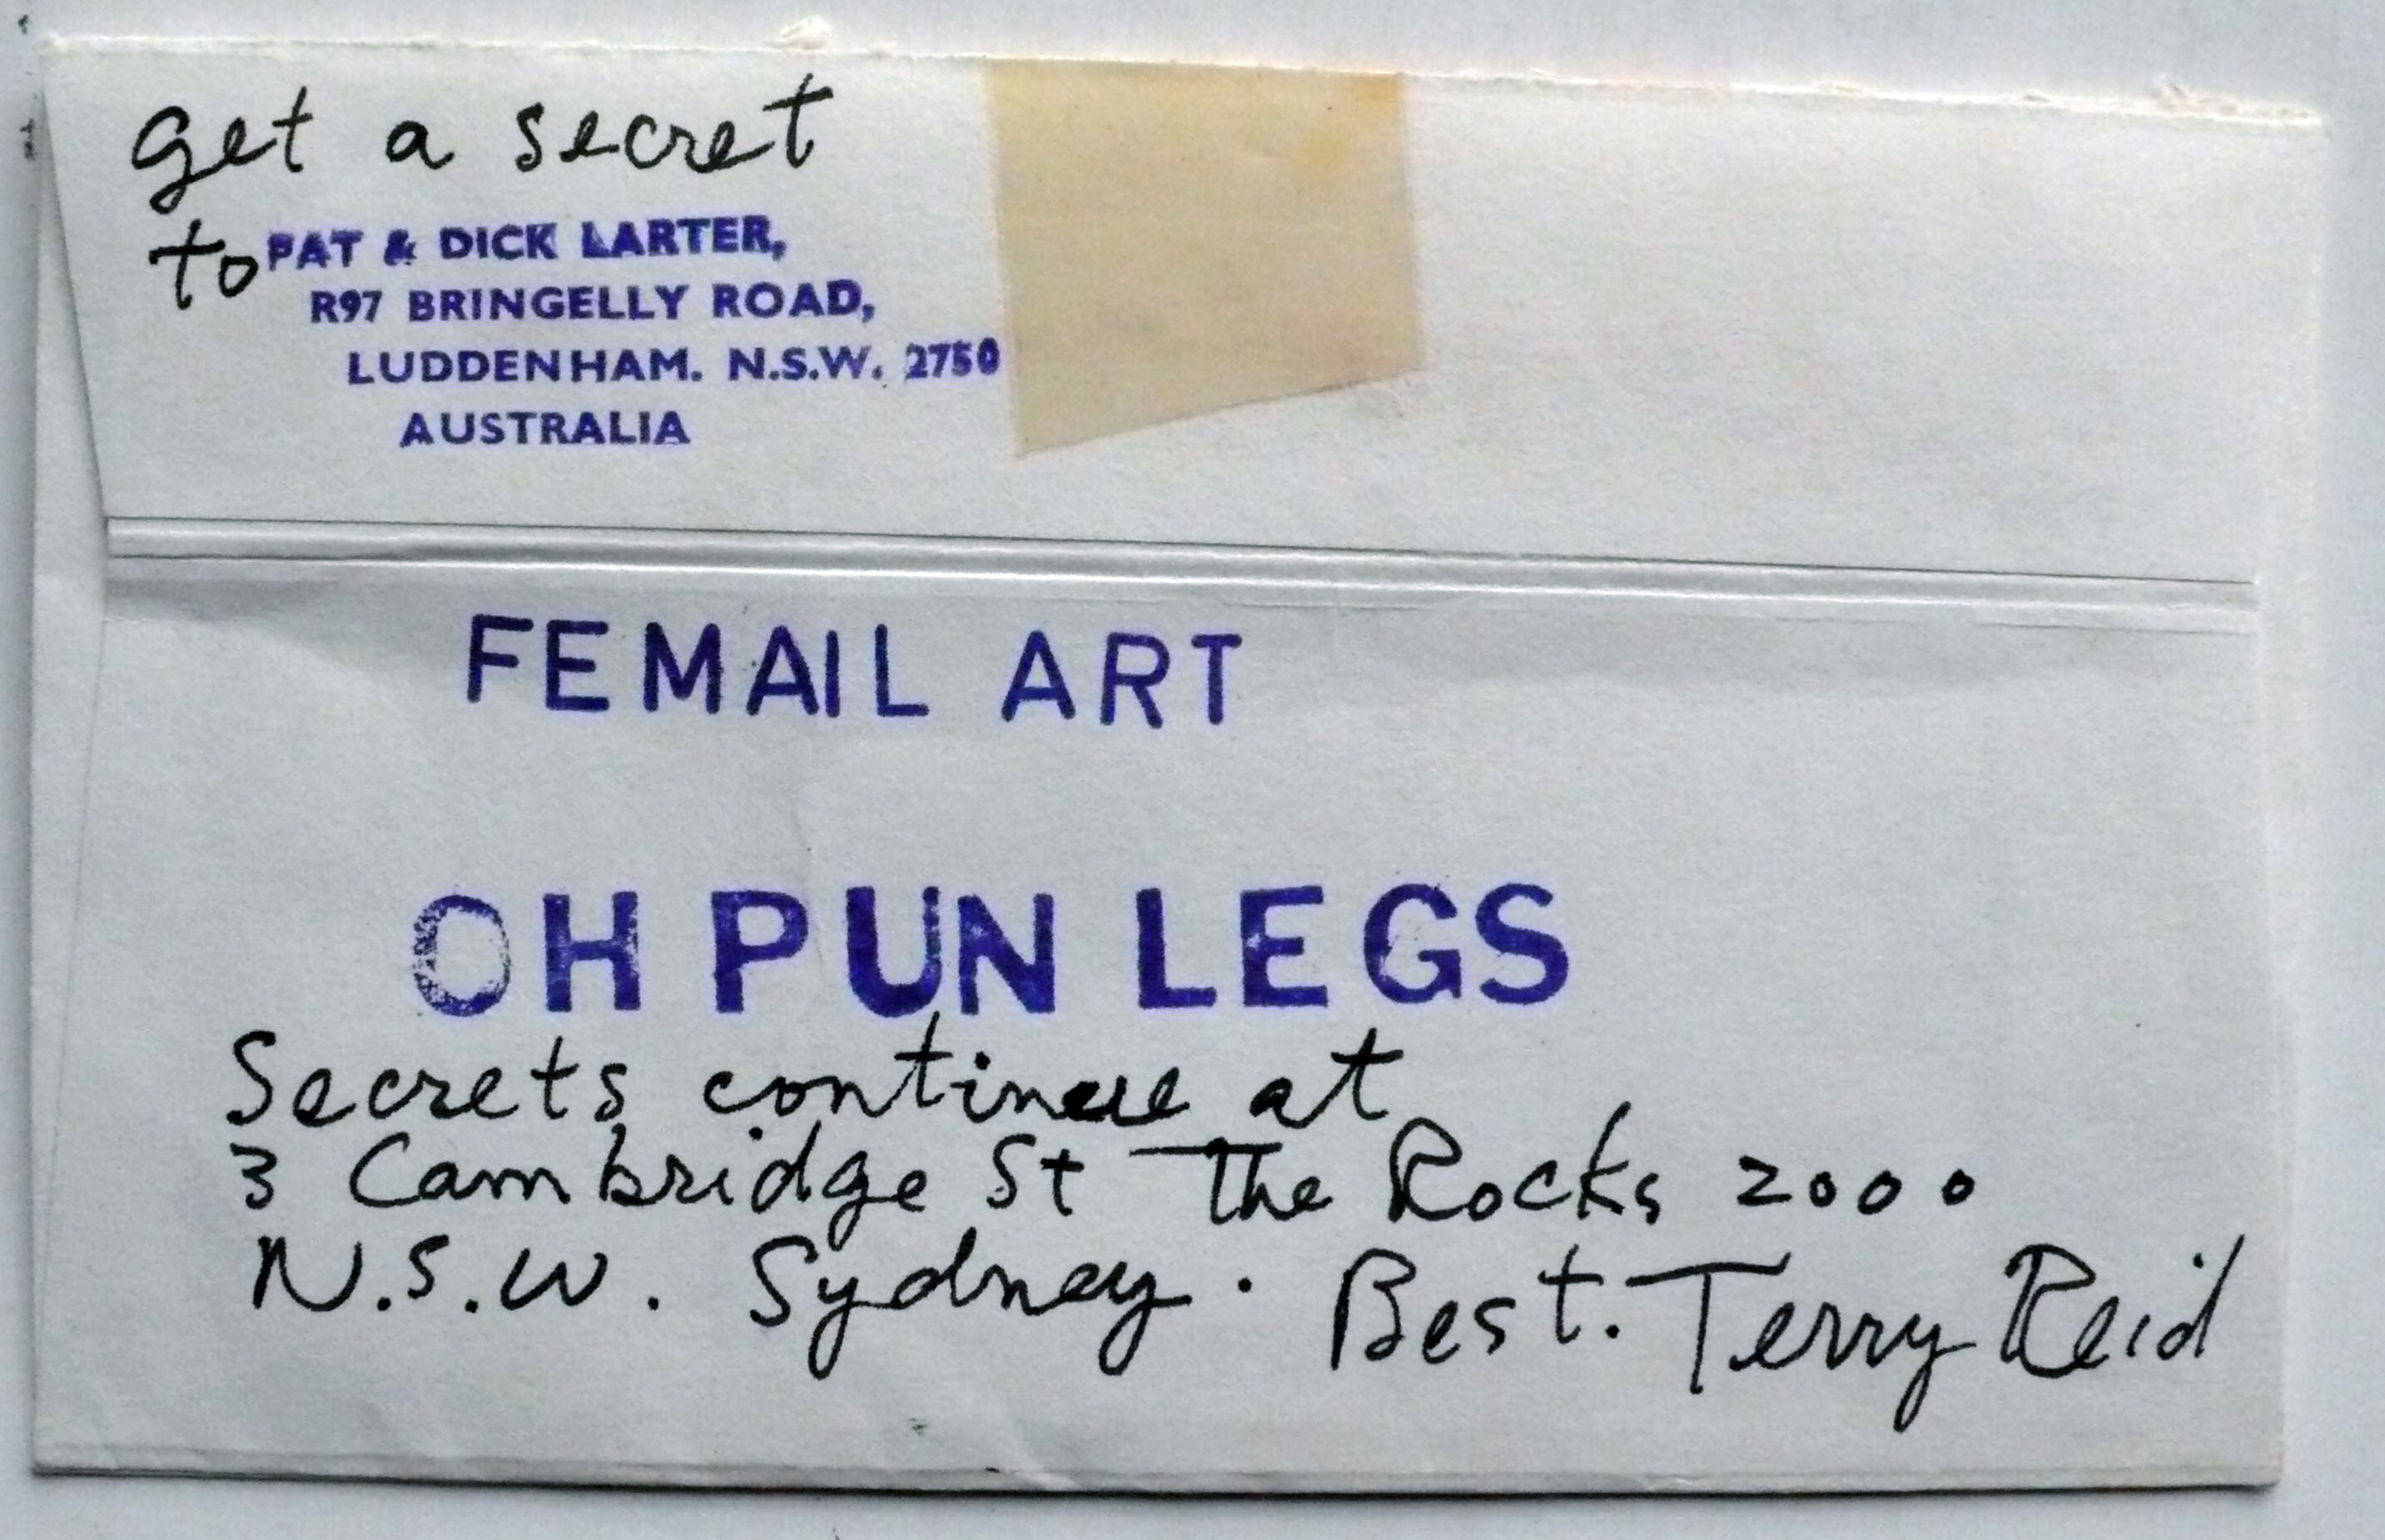 get a secret
to PAT & DICK LARTER,
R97 BRINGELLY ROAD,
LUDDENHAM. N.S.W. 2750
AUSTRALIA
FEMAIL ART
OH PUN LEGS
Secrets continue at
3 Cambridge St The Rocks 2000
N.S.W. Sydney. Best. Terry Reid